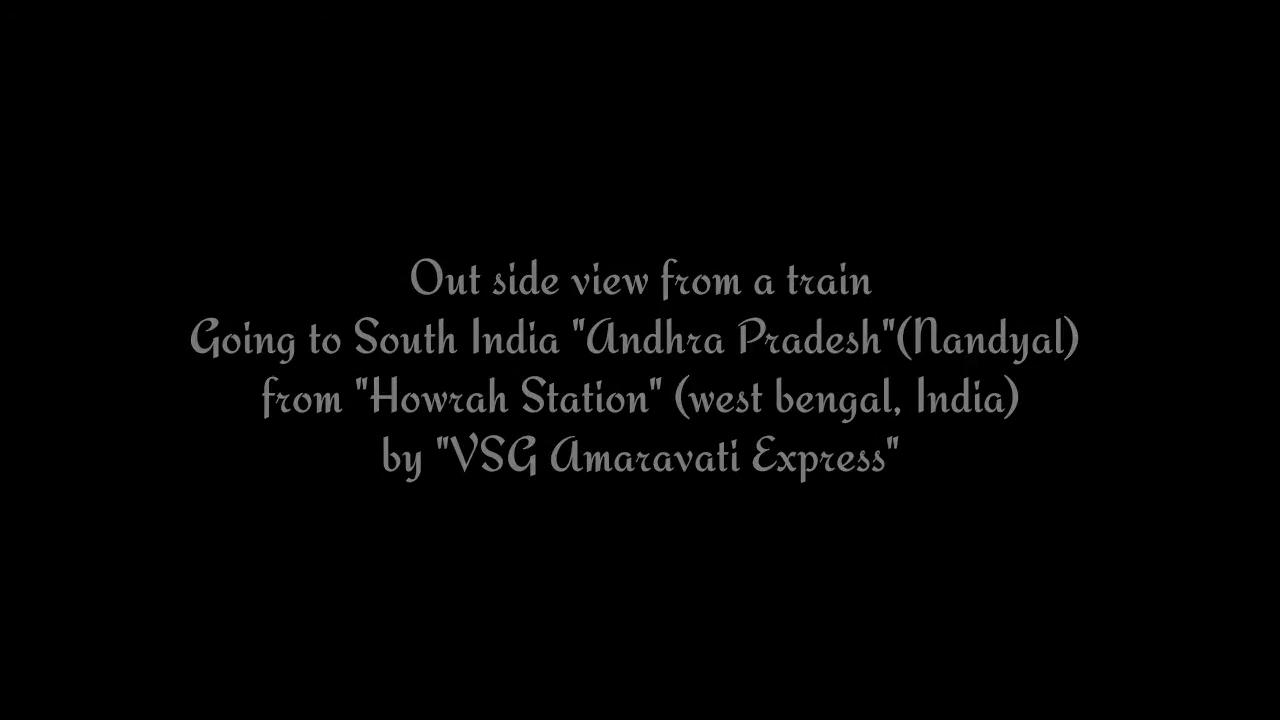 Out side view from a train
Going to South India "Andhra Pradesh"(Nandyal)
from "Howrah Station" (west bengal, India)
by "VSG Amaravati Express"